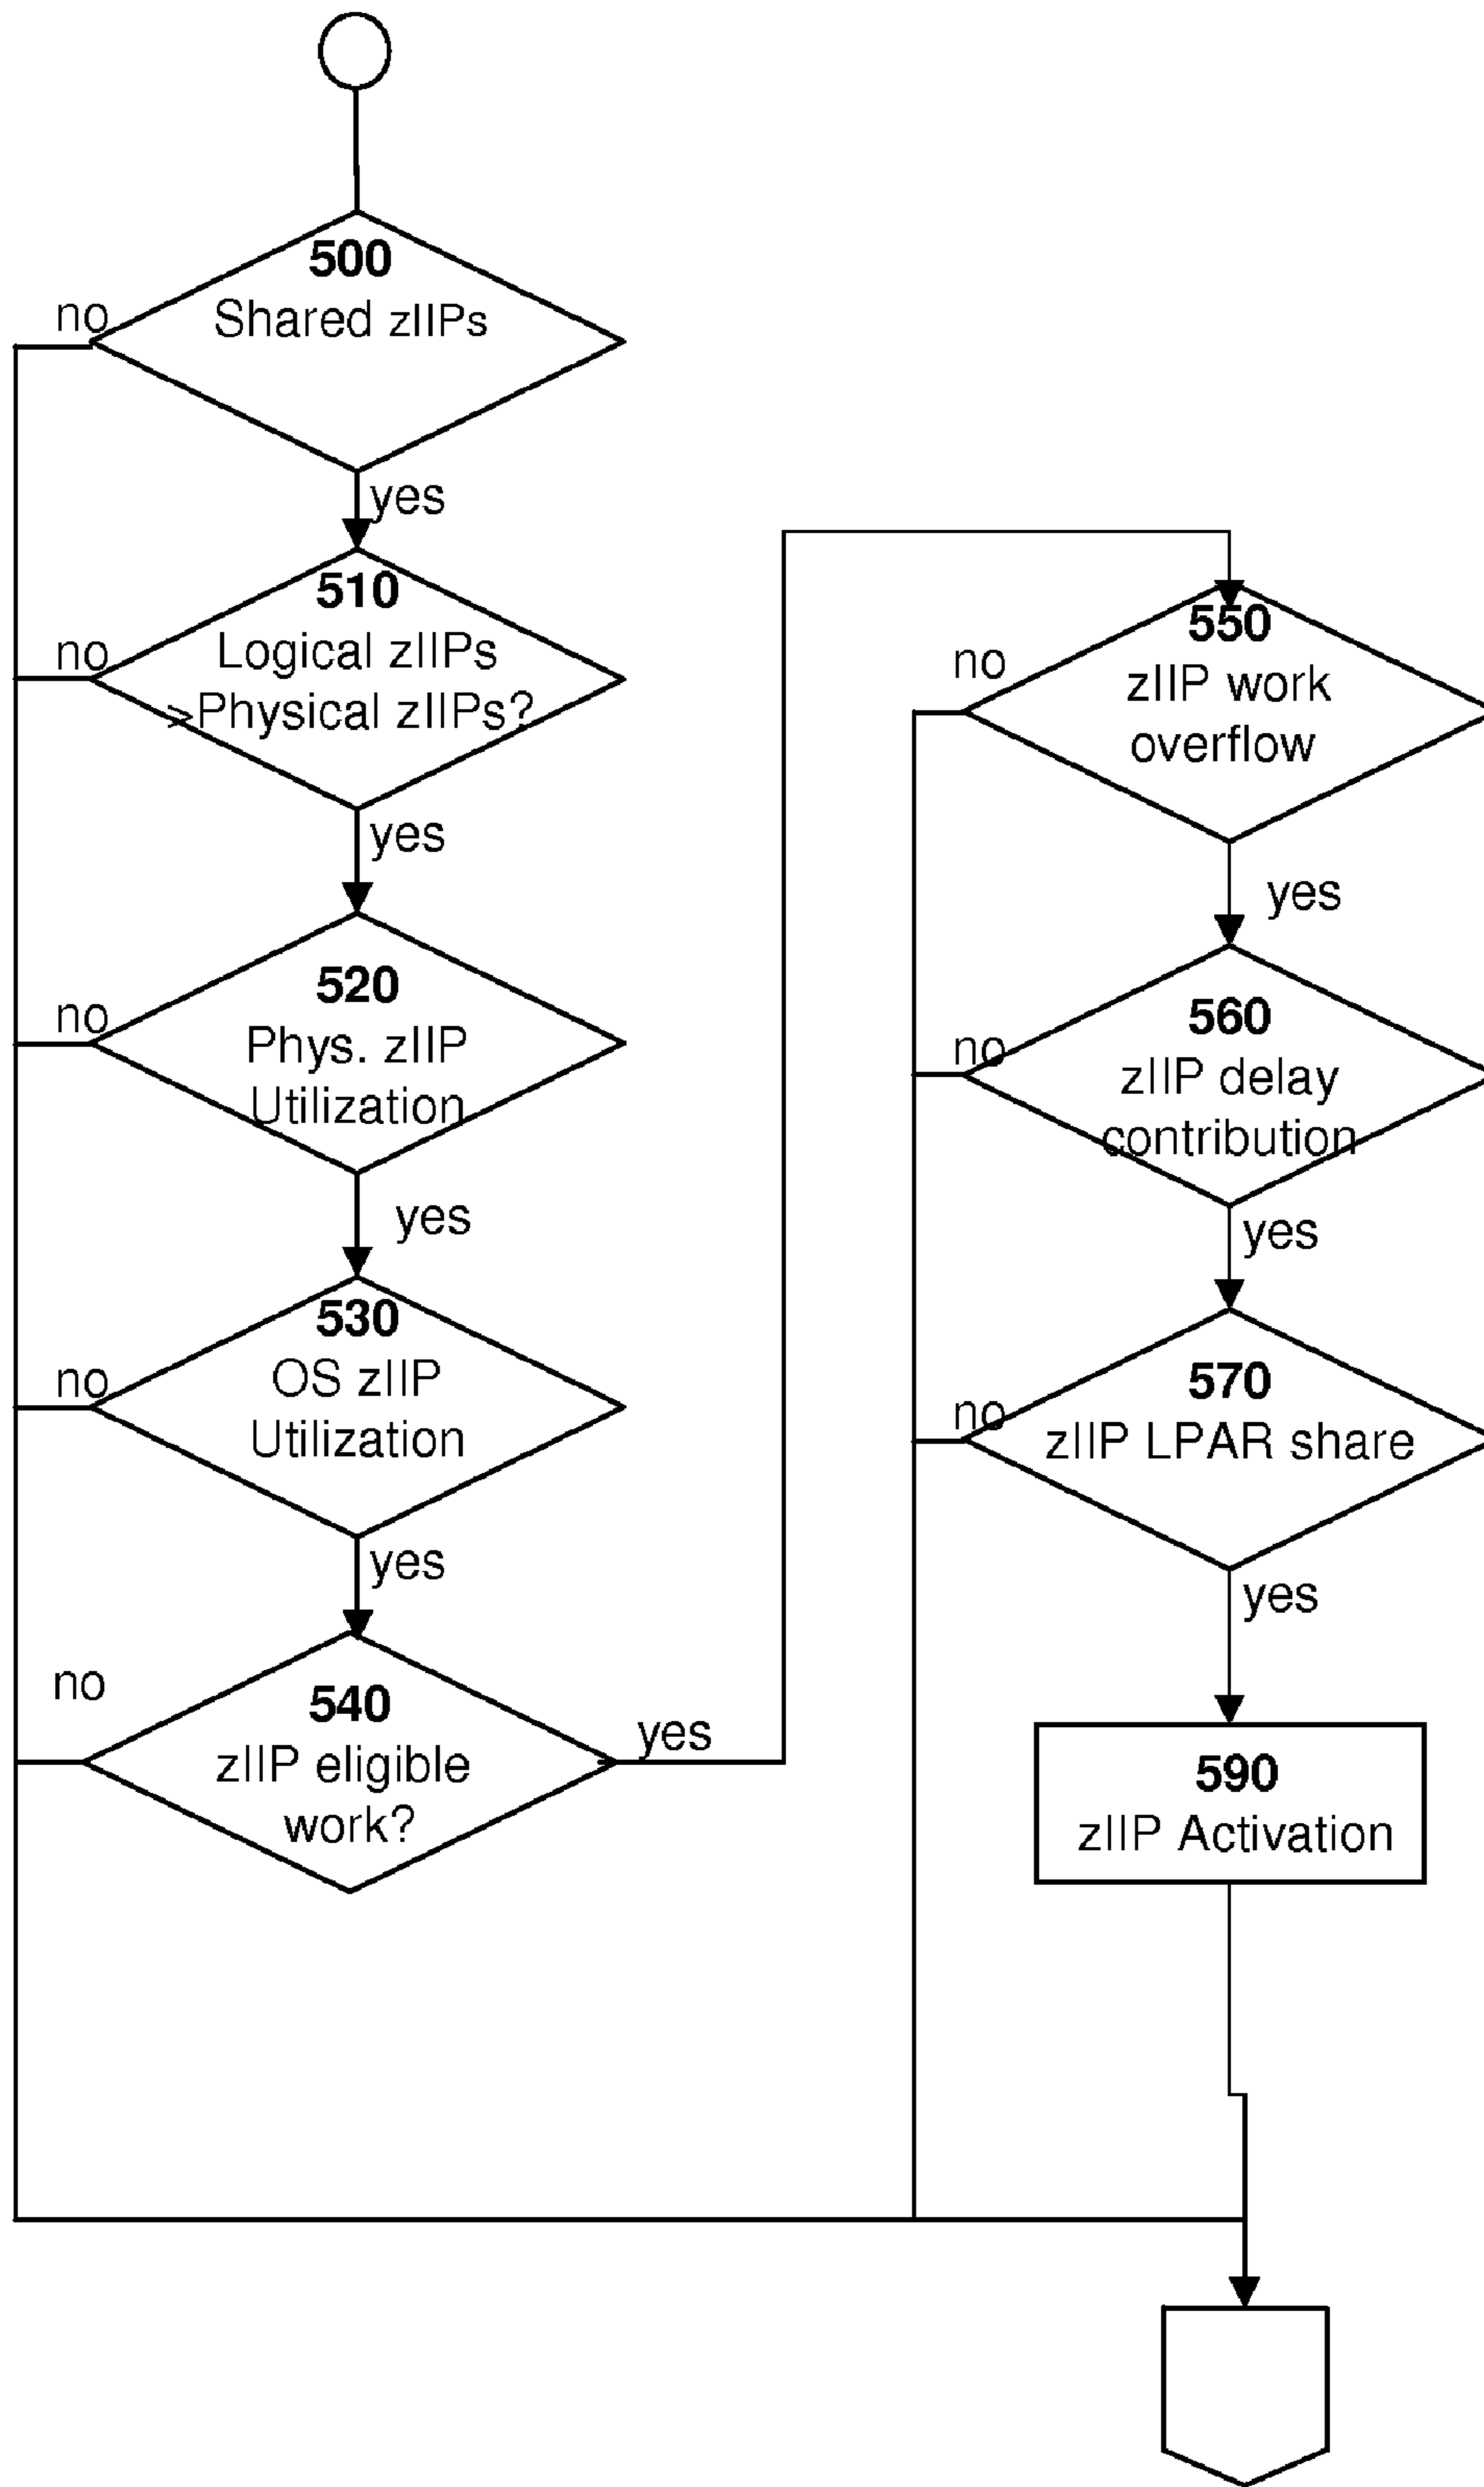 500
Shared zIIPs
no
yes
510
Logical zIIPs
>Physical zIIPs?
no
yes
520
Phys. zIIP
Utilization
no
yes
530
OS zIIP
Utilization
no
yes
540
zIIP eligible
work?
no
yes
550
zIIP work
overflow
no
yes
560
zIIP delay
contribution
no
yes
570
zIIP LPAR share
no
yes
590
zIIP Activation